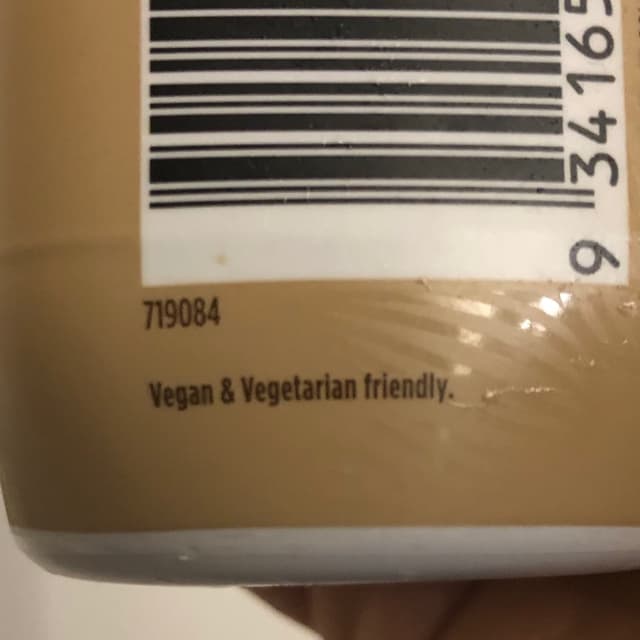 9 34165
719084
Vegan & Vegetarian friendly.